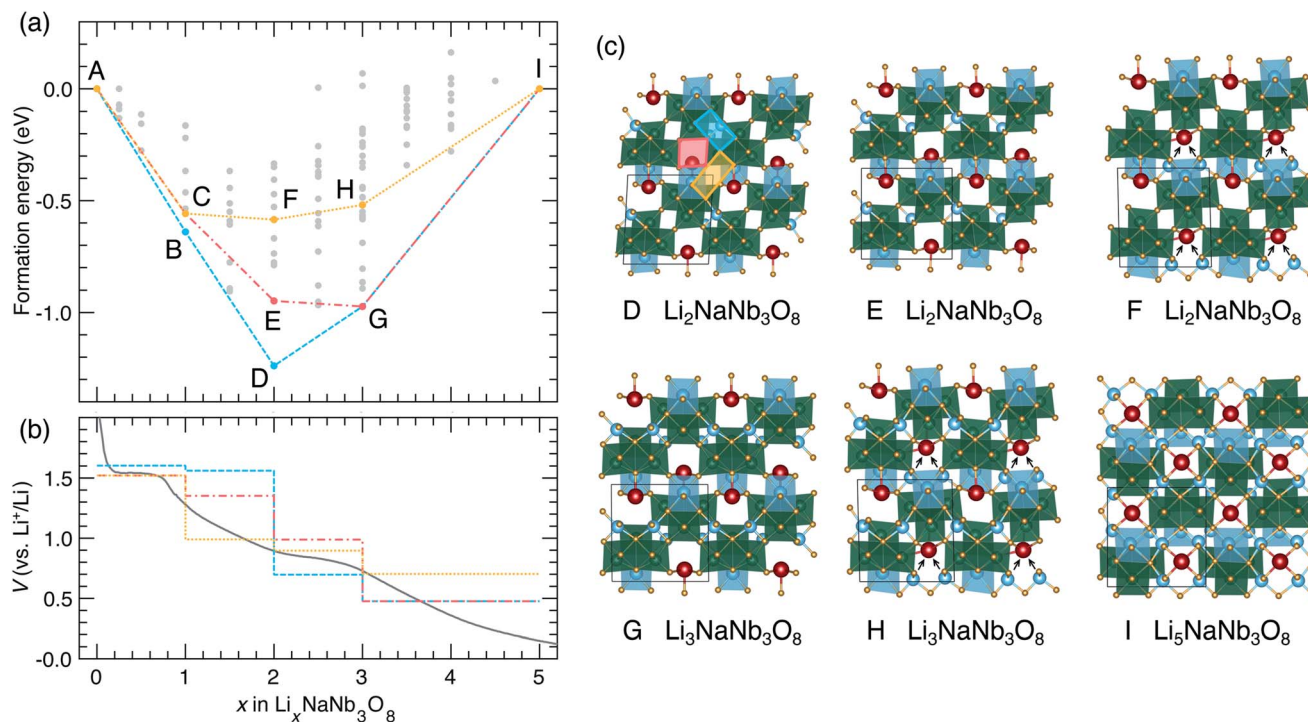 (a)
Formation energy (eV)
0.0
-0.5
-1.0
A
I
C
F
H
B
E
G
D
(b)
V (vs. Li⁺/Li)
1.5
1.0
0.5
-0.0
0 1 2 3 4 5
x in LiₓNaNb₃O₈
(c)
D Li₂NaNb₃O₈
E Li₂NaNb₃O₈
F Li₂NaNb₃O₈
G Li₃NaNb₃O₈
H Li₃NaNb₃O₈
I Li₅NaNb₃O₈